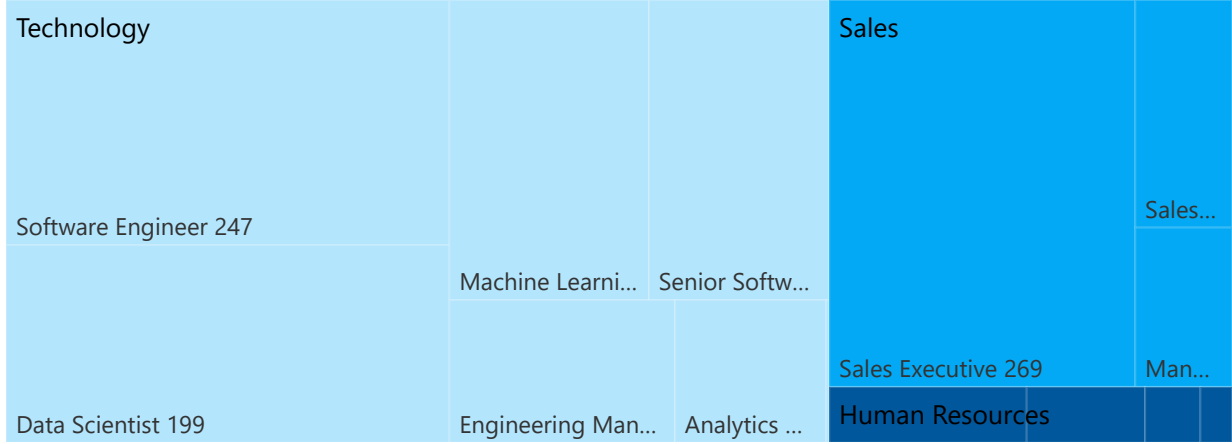 Technology
Sales
Software Engineer 247
Sales...
Machine Learni...
Senior Softw...
Sales Executive 269
Man...
Data Scientist 199
Engineering Man...
Analytics ...
Human Resources